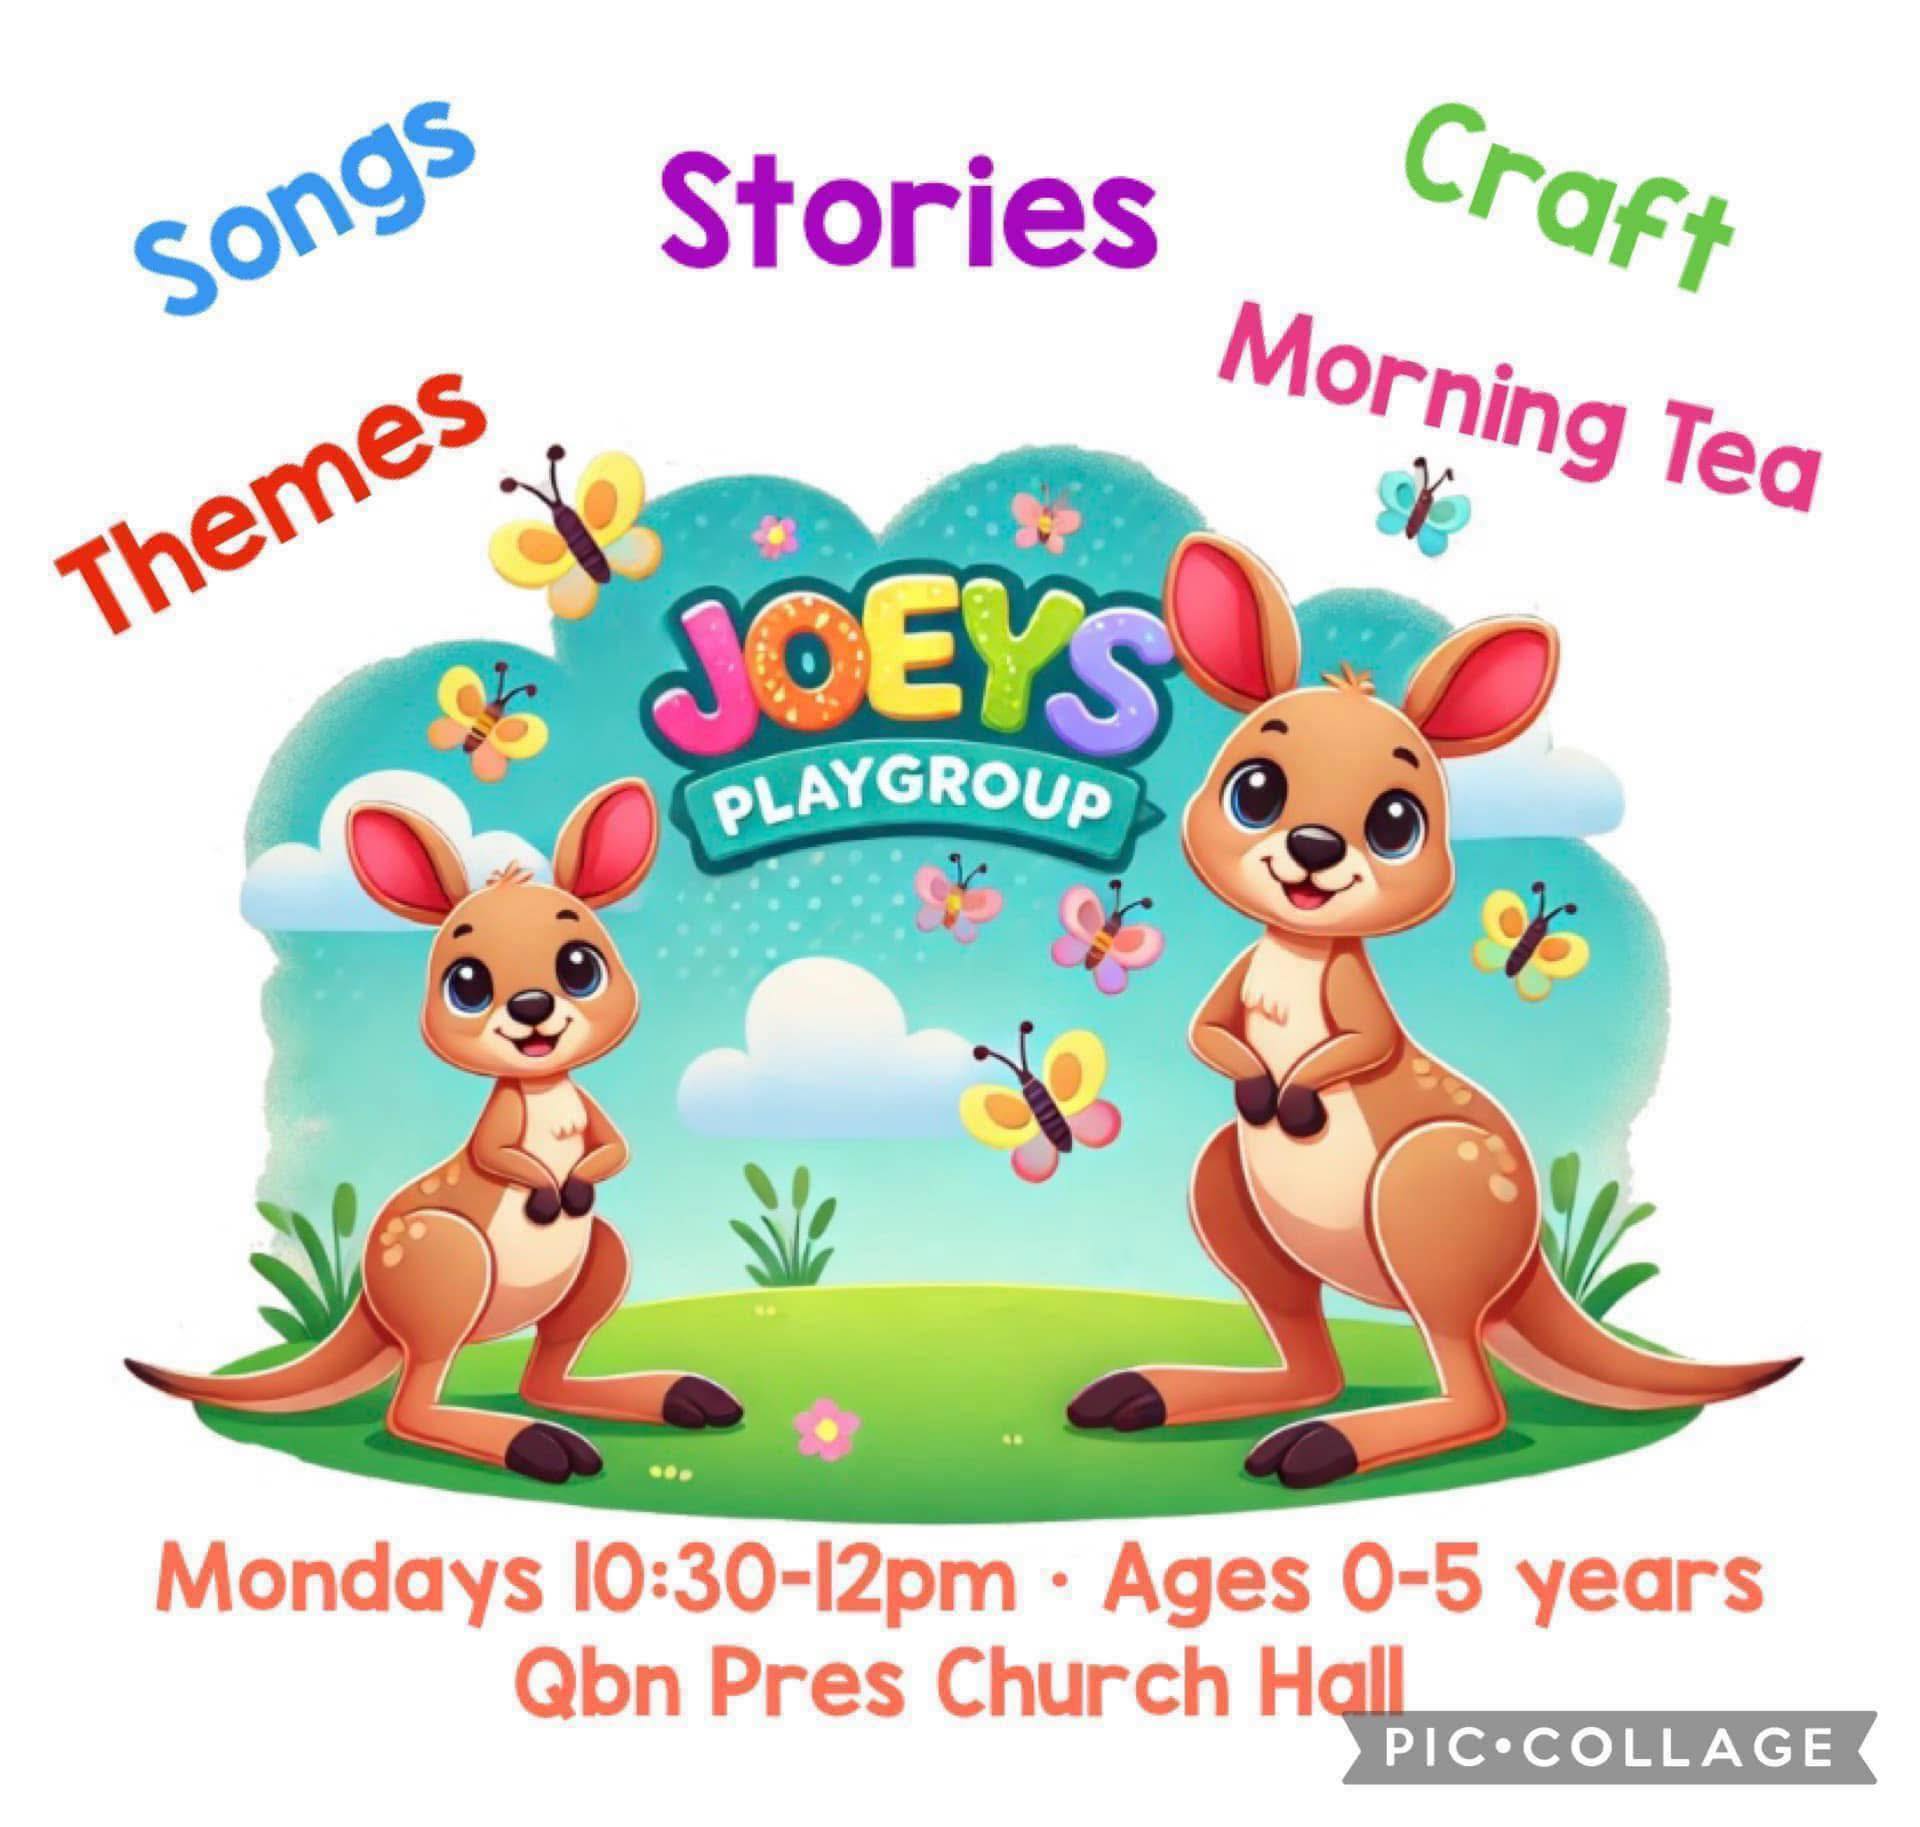 Songs
Stories
Craft
Morning Tea
Themes
JOEYS
PLAYGROUP
Mondays 10:30-12pm · Ages 0-5 years
Qbn Pres Church Hall
PIC•COLLAGE